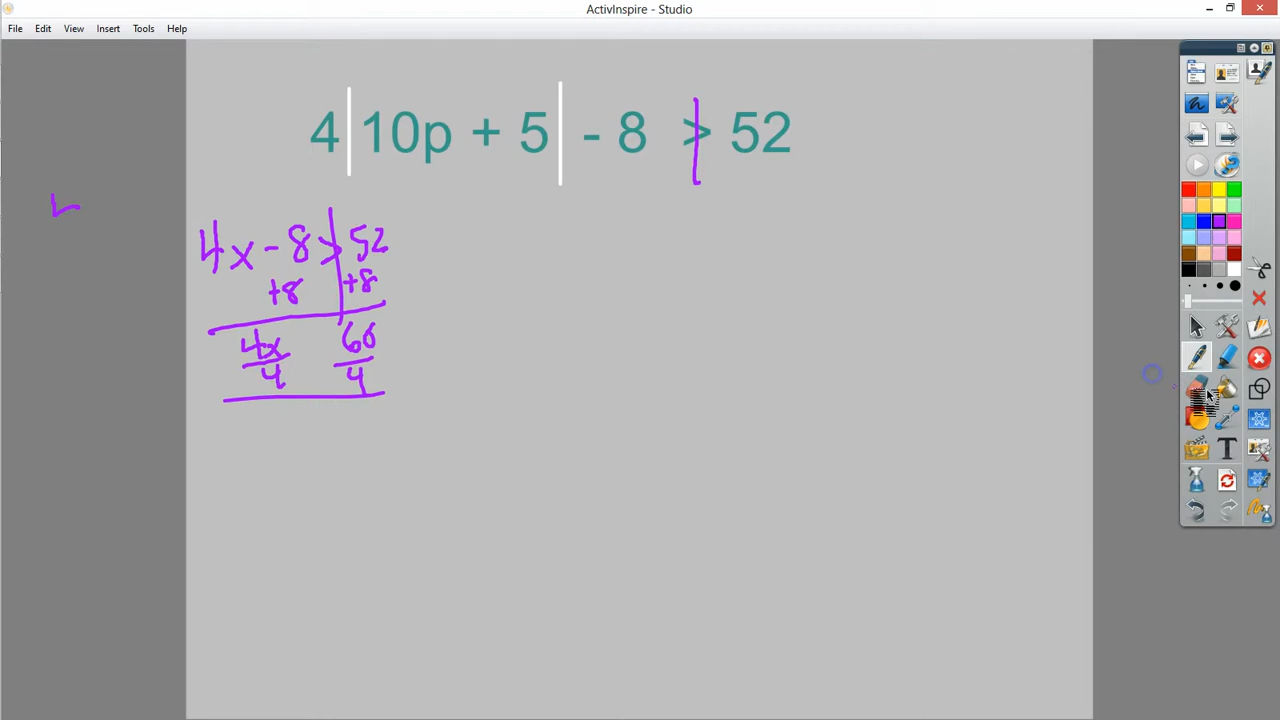 ActivInspire - Studio
File Edit View Insert Tools Help
4|10p + 5| - 8 > 52
4x - 8 > 52
+8 +8
4x 60
4 4
T